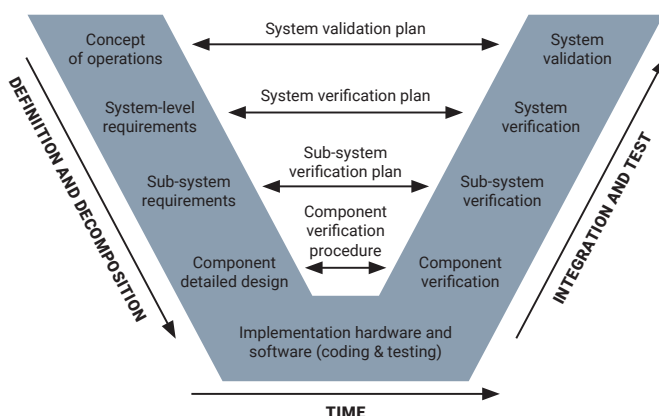 Concept
of operations
System validation plan
System
validation
System-level
requirements
System verification plan
System
verification
Sub-system
requirements
Sub-system
verification plan
Sub-system
verification
Component
detailed design
Component
verification
procedure
Component
verification
Implementation hardware and
software (coding & testing)
DEFINIITION AND DECOMPOSITION
INTEGRATION AND TEST
TIME